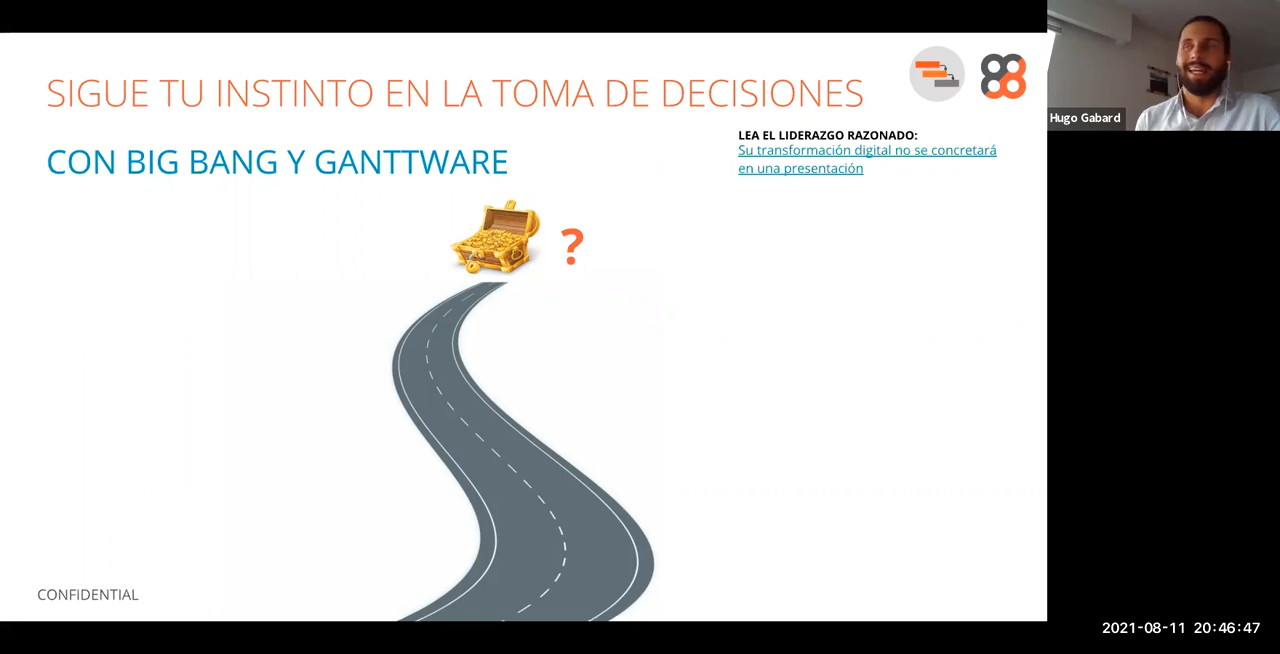 SIGUE TU INSTINTO EN LA TOMA DE DECISIONES
88
LEA EL LIDERAZGO RAZONADO:
Su transformación digital no se concretará
en una presentación
CON BIG BANG Y GANTTWARE
?
CONFIDENTIAL
Hugo Gabard
2021-08-11 20:46:47